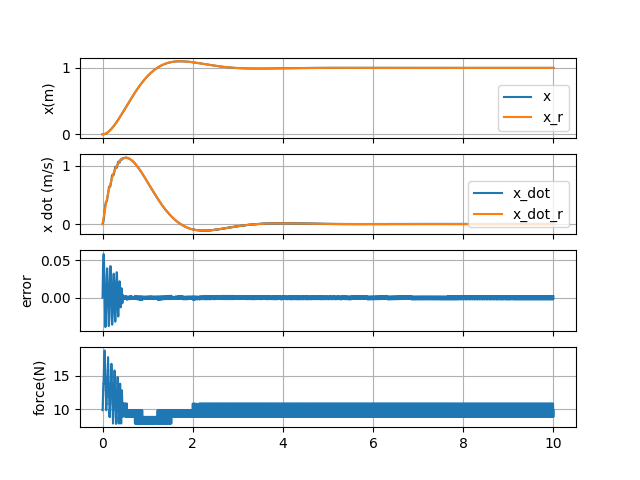 x(m)
1
0
x
x_r
x dot (m/s)
1
0
x_dot
x_dot_r
error
0.05
0.00
force(N)
15
10
0 2 4 6 8 10